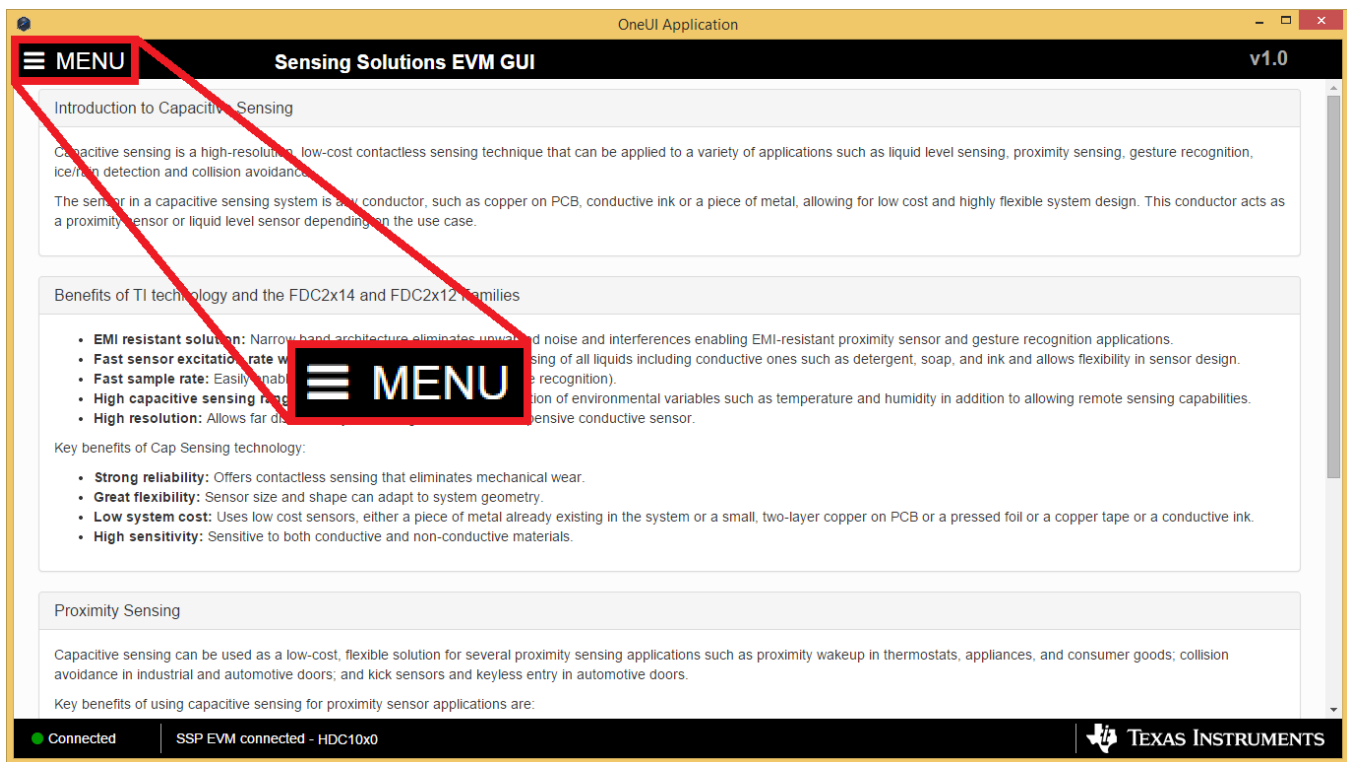 OneUI Application
MENU
Sensing Solutions EVM GUI
v1.0
Introduction to Capacitive Sensing
Capacitive sensing is a high-resolution, low-cost contactless sensing technique that can be applied to a variety of applications such as liquid level sensing, proximity sensing, gesture recognition,
ice/rain detection and collision avoidance.
The sensor in a capacitive sensing system is any conductor, such as copper on PCB, conductive ink or a piece of metal, allowing for low cost and highly flexible system design. This conductor acts as
a proximity sensor or liquid level sensor depending on the use case.
Benefits of TI technology and the FDC2x14 and FDC2x12 Families
• EMI resistant solution: Narrow band architecture eliminates unwanted noise and interferences enabling EMI-resistant proximity sensor and gesture recognition applications.
• Fast sensor excitation rate of all liquids including conductive ones such as detergent, soap, and ink and allows flexibility in sensor design.
• Fast sample rate: Easily recognition).
• High capacitive sensing of environmental variables such as temperature and humidity in addition to allowing remote sensing capabilities.
• High resolution: Allows far conductive sensor.
MENU
Key benefits of Cap Sensing technology:
• Strong reliability: Offers contactless sensing that eliminates mechanical wear.
• Great flexibility: Sensor size and shape can adapt to system geometry.
• Low system cost: Uses low cost sensors, either a piece of metal already existing in the system or a small, two-layer copper on PCB or a pressed foil or a copper tape or a conductive ink.
• High sensitivity: Sensitive to both conductive and non-conductive materials.
Proximity Sensing
Capacitive sensing can be used as a low-cost, flexible solution for several proximity sensing applications such as proximity wakeup in thermostats, appliances, and consumer goods; collision
avoidance in industrial and automotive doors; and kick sensors and keyless entry in automotive doors.
Key benefits of using capacitive sensing for proximity sensor applications are:
Connected
SSP EVM connected - HDC10x0
TEXAS INSTRUMENTS